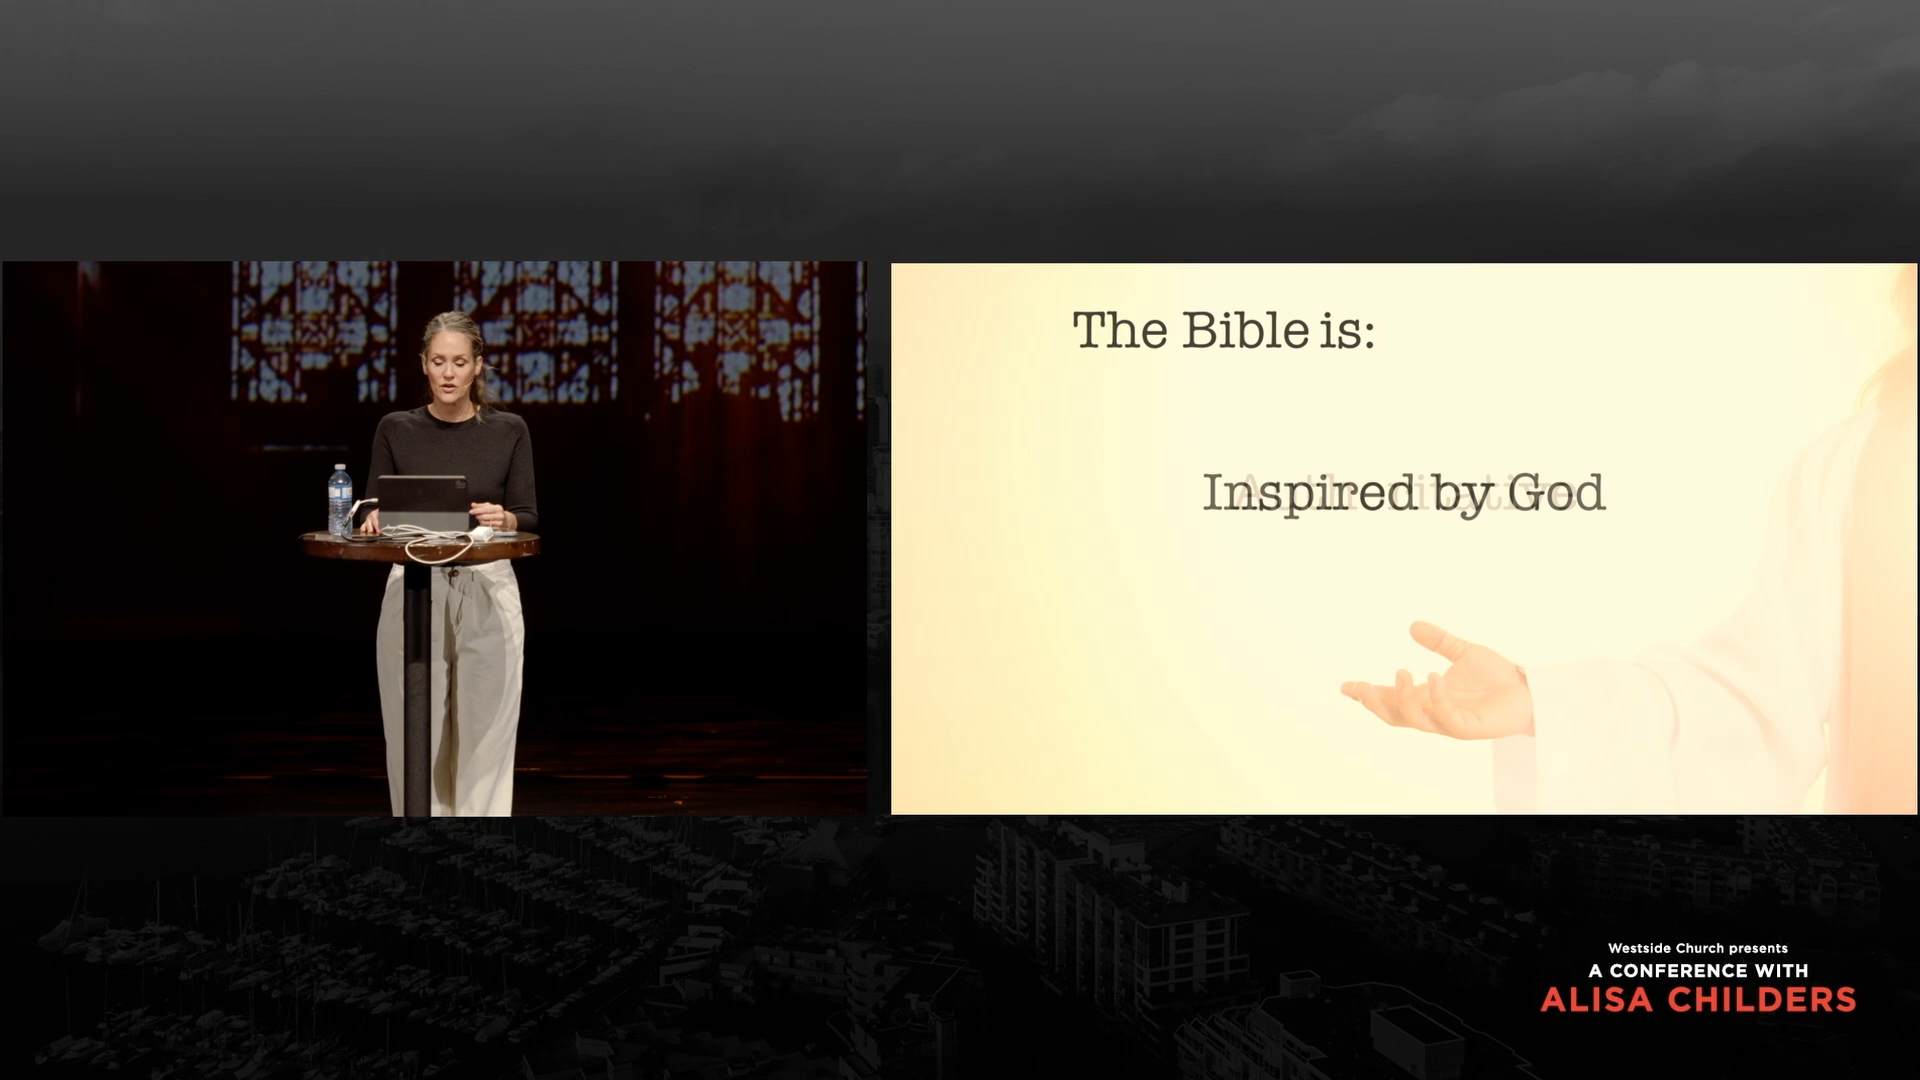 The Bible is:
Inspired by God
Westside Church presents
A CONFERENCE WITH
ALISA CHILDERS